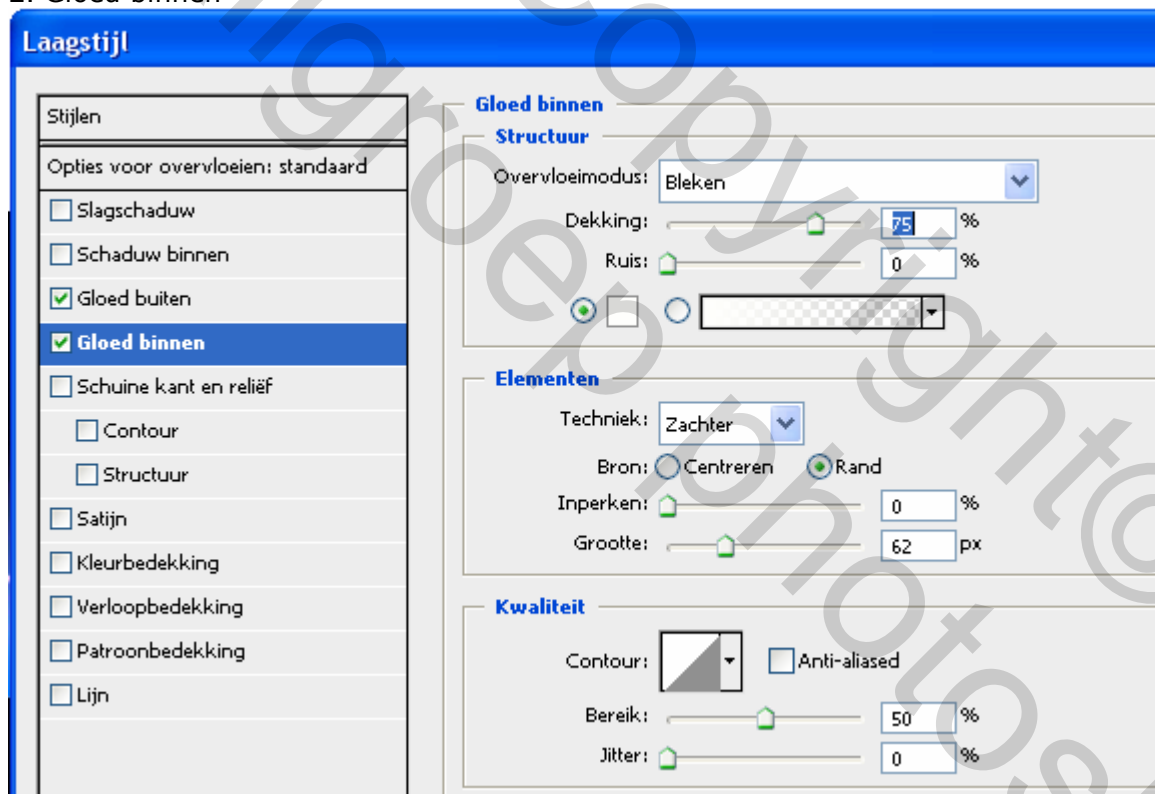 2. Gloed binnen
Laagstijl
Stijlen
Opties voor overvloeien: standaard
Slagschaduw
Schaduw binnen
Gloed buiten
Gloed binnen
Schuine kant en reliëf
Contour
Structuur
Satijn
Kleurbedekking
Verloopbedekking
Patroonbedekking
Lijn
Gloed binnen
Structuur
Overvloeimodus: Bleken
Dekking: 75 %
Ruis: 0 %
Elementen
Techniek: Zachter
Bron: Centreren Rand
Inperken: 0 %
Grootte: 62 px
Kwaliteit
Contour: Anti-aliased
Bereik: 50 %
Jitter: 0 %
copyright©